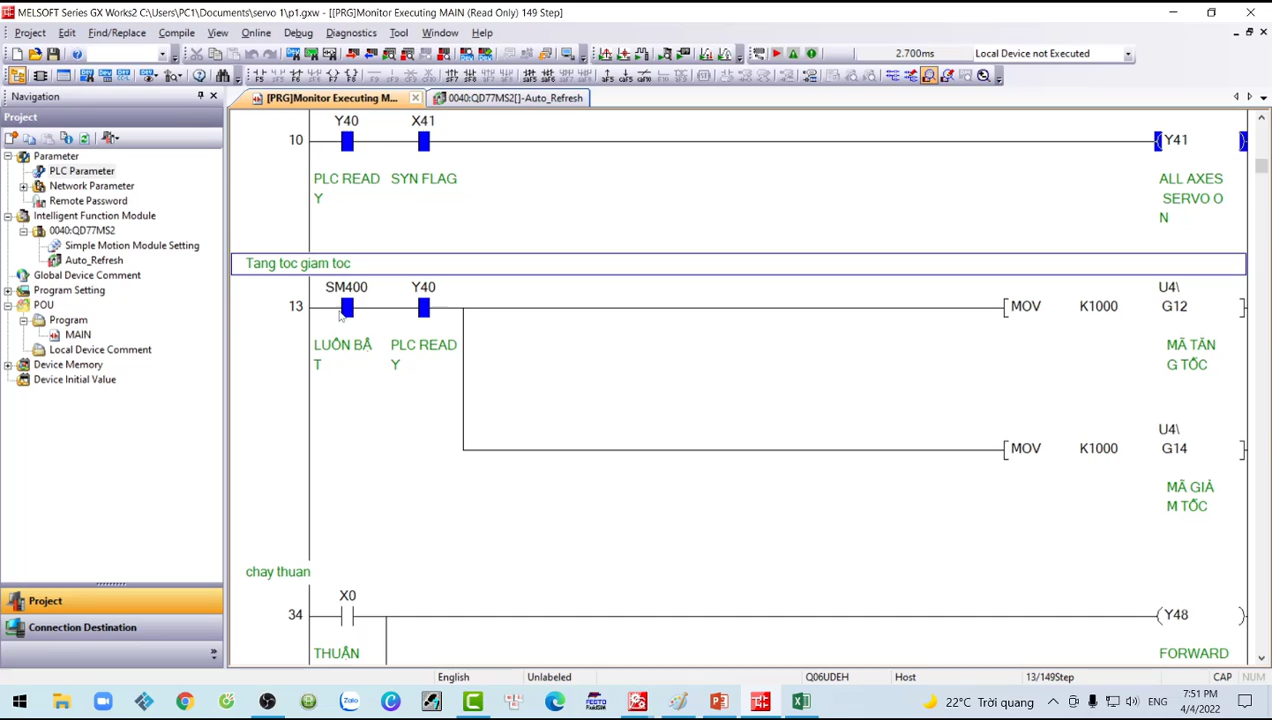 MELSOFT Series GX Works2 C:\Users\PC1\Documents\servo 1\p1.gxw - [[PRG]Monitor Executing MAIN (Read Only) 149 Step]
Project Edit Find/Replace Compile View Online Debug Diagnostics Tool Window Help
2.700ms Local Device not Executed
Navigation
[PRG]Monitor Executing M... 0040:QD77MS2[]-Auto_Refresh
Project
Parameter
PLC Parameter
Network Parameter
Remote Password
Intelligent Function Module
0040:QD77MS2
Simple Motion Module Setting
Auto_Refresh
Global Device Comment
Program Setting
POU
Program
MAIN
Local Device Comment
Device Memory
Device Initial Value
Project
Connection Destination
Y40 X41
10 Y41
PLC READ SYN FLAG ALL AXES
Y SERVO O
N
Tang toc giam toc
SM400 Y40 U4\
13 MOV K1000 G12
LUÔN BẬ PLC READ MÃ TĂN
T Y G TỐC
U4\
MOV K1000 G14
MÃ GIẢ
M TỐC
chay thuan
X0
34 Y48
THUẬN FORWARD
English Unlabeled Q06UDEH Host 13/149Step CAP NUM
22°C Trời quang ENG 7:51 PM
4/4/2022